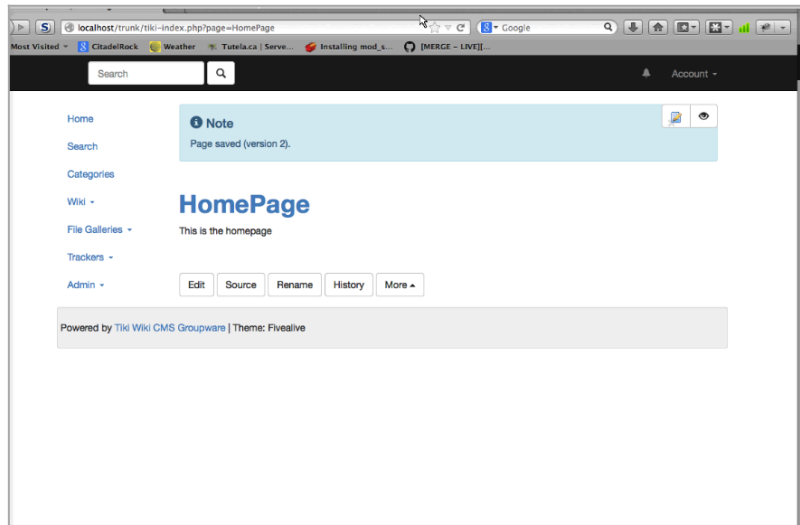 localhost/trunk/tiki-index.php?page=HomePage
Google
Most Visited
CitadelRock
Weather
Tutela.ca | Serve...
Installing mod_s...
[MERGE - LIVE][...
Search
Account
Home
Search
Categories
Wiki
File Galleries
Trackers
Admin
Note
Page saved (version 2).
HomePage
This is the homepage
Edit Source Rename History More
Powered by Tiki Wiki CMS Groupware | Theme: Fivealive